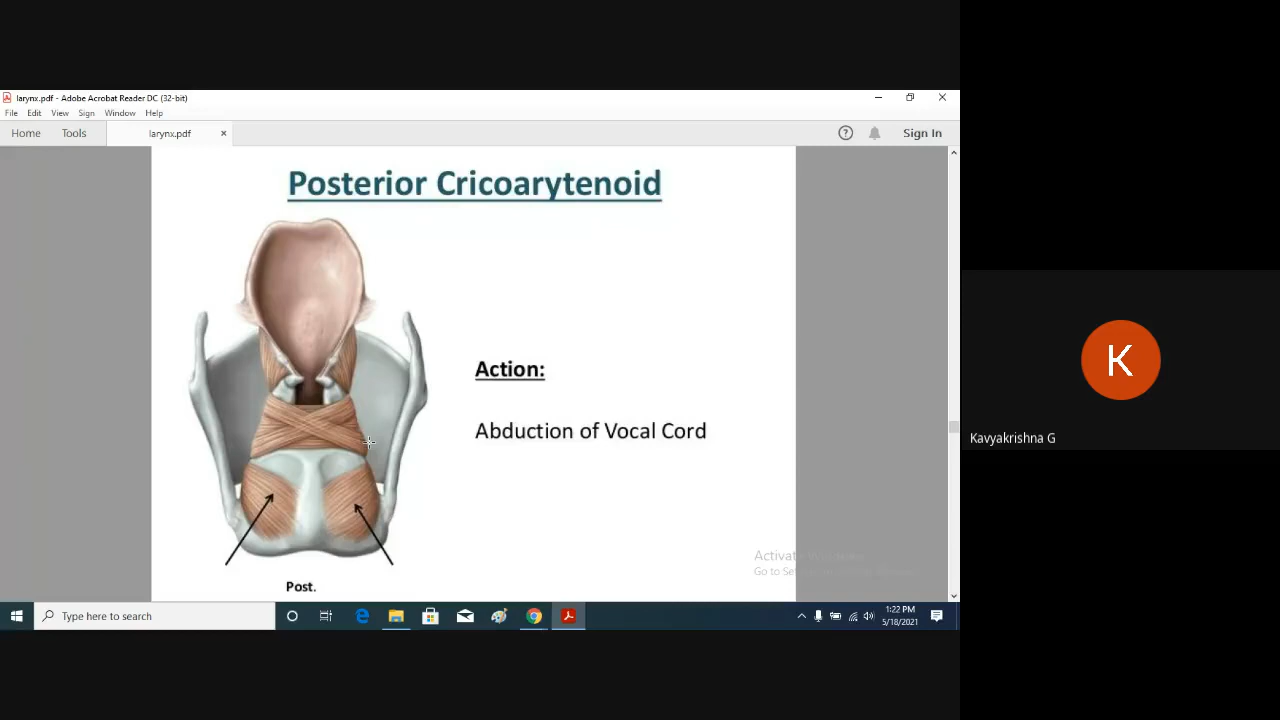 larynx.pdf - Adobe Acrobat Reader DC (32-bit)
File Edit View Sign Window Help
Home Tools larynx.pdf × Sign In
Posterior Cricoarytenoid
Action:
Abduction of Vocal Cord
Post.
Activate
Go to
K
Kavyakrishna G
Type here to search
1:22 PM
5/18/2021